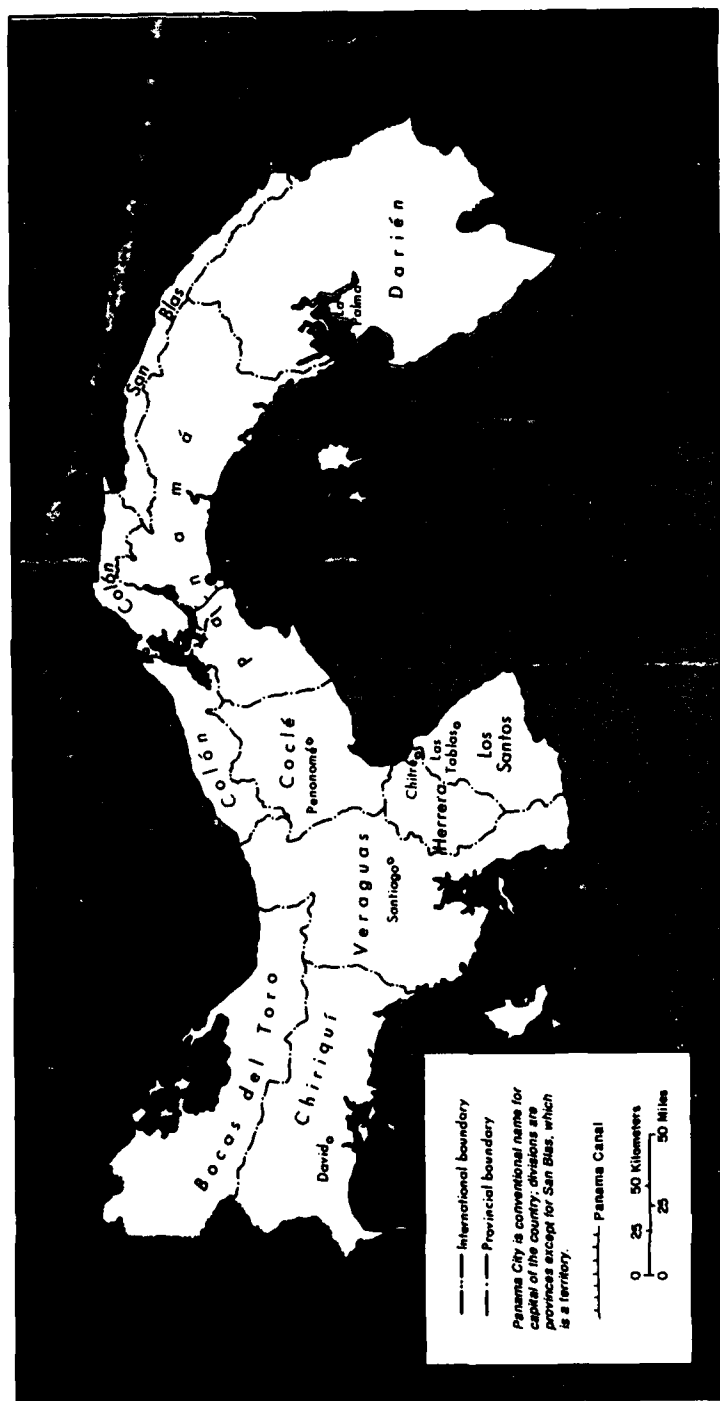 Bocas del Toro
Chiriquí
David
Veraguas
Santiago
Colón
Coclé
Penonomé
Herrera
Chitré
Las
Tablas
Los
Santos
Colón
Panamá
San Blas
La
Palma
Darién
International boundary
Provincial boundary
Panama City is conventional name for
capital of the country; divisions are
provinces except for San Blas, which
is a territory.
Panama Canal
0 25 50 Kilometers
0 25 50 Miles